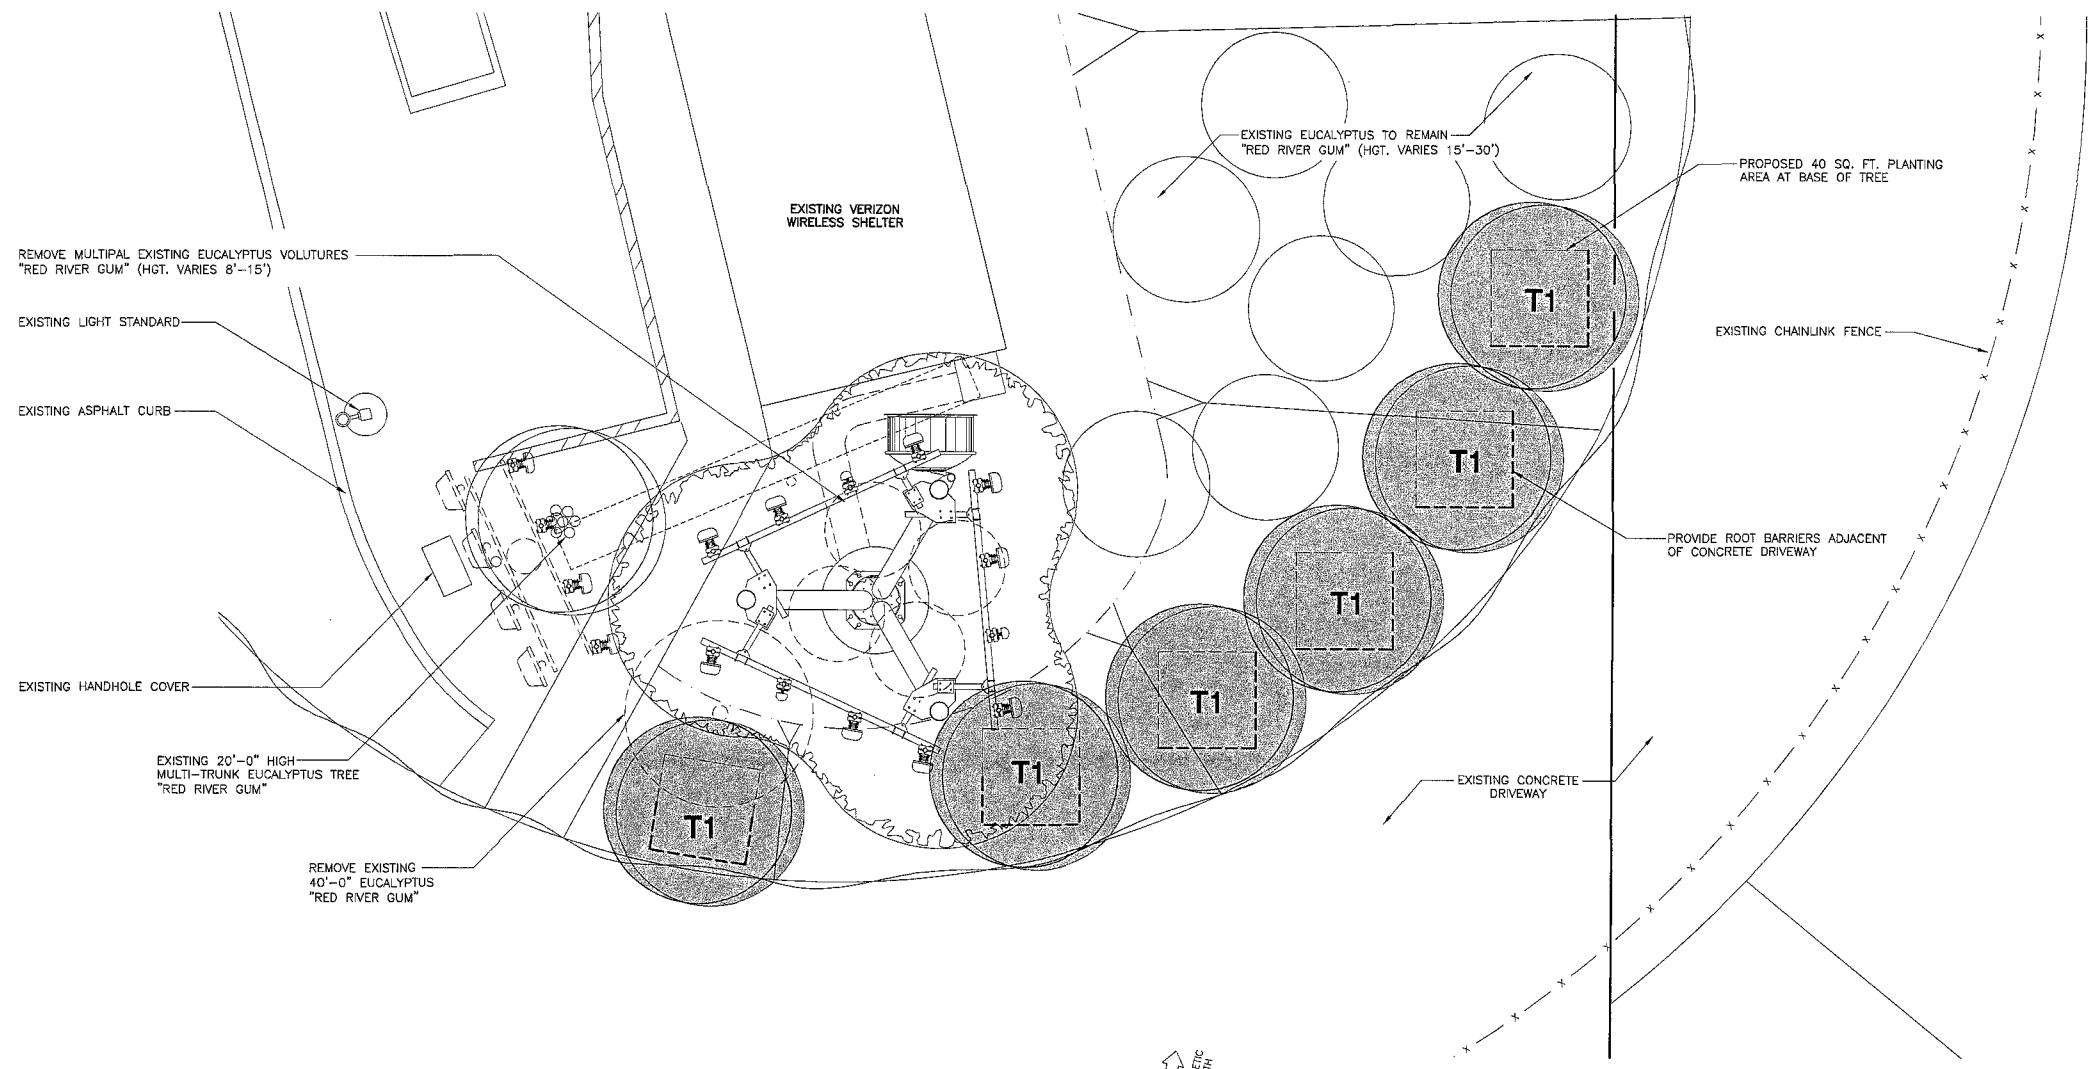 EXISTING EUCALYPTUS TO REMAIN
"RED RIVER GUM" (HGT. VARIES 15'-30')
PROPOSED 40 SQ. FT. PLANTING
AREA AT BASE OF TREE
EXISTING VERIZON
WIRELESS SHELTER
REMOVE MULTIPAL EXISTING EUCALYPTUS VOLUTURES
"RED RIVER GUM" (HGT. VARIES 8'-15')
T1
EXISTING LIGHT STANDARD
EXISTING CHAINLINK FENCE
EXISTING ASPHALT CURB
T1
PROVIDE ROOT BARRIERS ADJACENT
OF CONCRETE DRIVEWAY
T1
EXISTING HANDHOLE COVER
T1
EXISTING 20'-0" HIGH
MULTI-TRUNK EUCALYPTUS TREE
"RED RIVER GUM"
T1
EXISTING CONCRETE
DRIVEWAY
T1
REMOVE EXISTING
40'-0" EUCALYPTUS
"RED RIVER GUM"
ETIC
TH